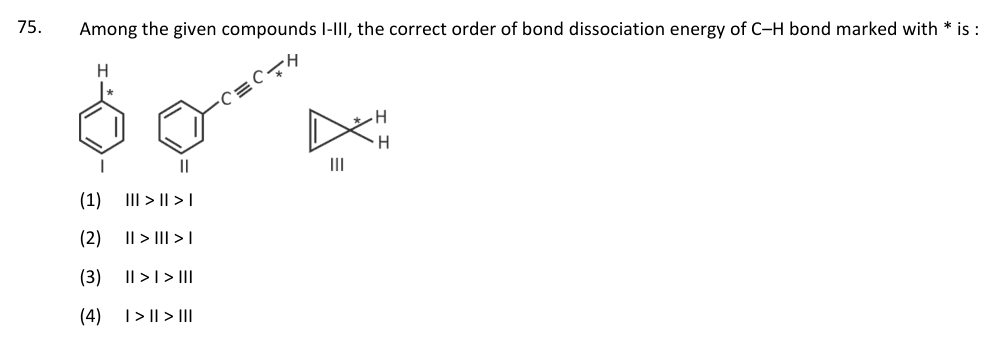 75. Among the given compounds I-III, the correct order of bond dissociation energy of C–H bond marked with * is :
H
*
C≡C
*
H
*
H
H
I
II
III
(1) III > II > I
(2) II > III > I
(3) II > I > III
(4) I > II > III